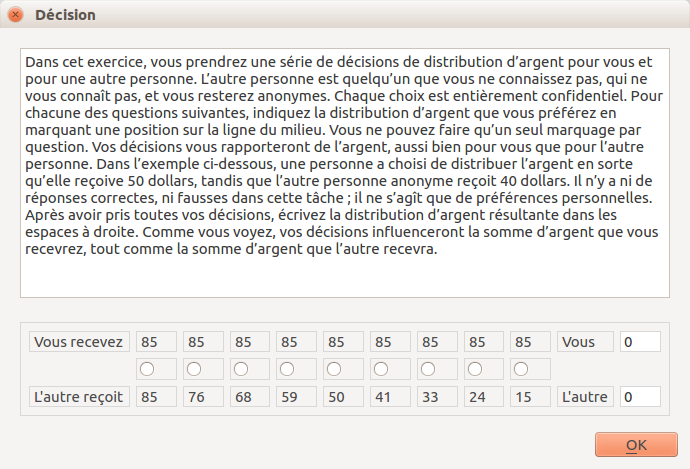 Décision
Dans cet exercice, vous prendrez une série de décisions de distribution d’argent pour vous et
pour une autre personne. L’autre personne est quelqu’un que vous ne connaissez pas, qui ne
vous connaît pas, et vous resterez anonymes. Chaque choix est entièrement confidentiel. Pour
chacune des questions suivantes, indiquez la distribution d’argent que vous préférez en
marquant une position sur la ligne du milieu. Vous ne pouvez faire qu’un seul marquage par
question. Vos décisions vous rapporteront de l’argent, aussi bien pour vous que pour l’autre
personne. Dans l’exemple ci-dessous, une personne a choisi de distribuer l’argent en sorte
qu’elle reçoive 50 dollars, tandis que l’autre personne anonyme reçoit 40 dollars. Il n’y a ni de
réponses correctes, ni fausses dans cette tâche ; il ne s’agît que de préférences personnelles.
Après avoir pris toutes vos décisions, écrivez la distribution d’argent résultante dans les
espaces à droite. Comme vous voyez, vos décisions influenceront la somme d’argent que vous
recevrez, tout comme la somme d’argent que l’autre recevra.
Vous recevez 85 85 85 85 85 85 85 85 85 Vous 0
L'autre reçoit 85 76 68 59 50 41 33 24 15 L'autre 0
OK